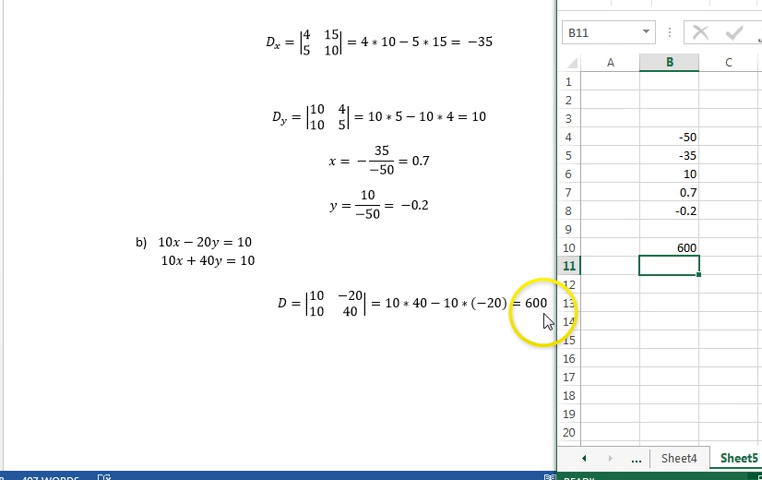 D_x = |4 15; 5 10| = 4 ∗ 10 − 5 ∗ 15 = −35
D_y = |10 4; 10 5| = 10 ∗ 5 − 10 ∗ 4 = 10
x = − 35/−50 = 0.7
y = 10/−50 = −0.2
b) 10x − 20y = 10
10x + 40y = 10
D = |10 −20; 10 40| = 10 ∗ 40 − 10 ∗ (−20) = 600
B11
A B C
1
2
3
4 -50
5 -35
6 10
7 0.7
8 -0.2
9
10 600
11
12
13
14
15
16
17
18
19
20
... Sheet4 Sheet5
407 WORDS
READY